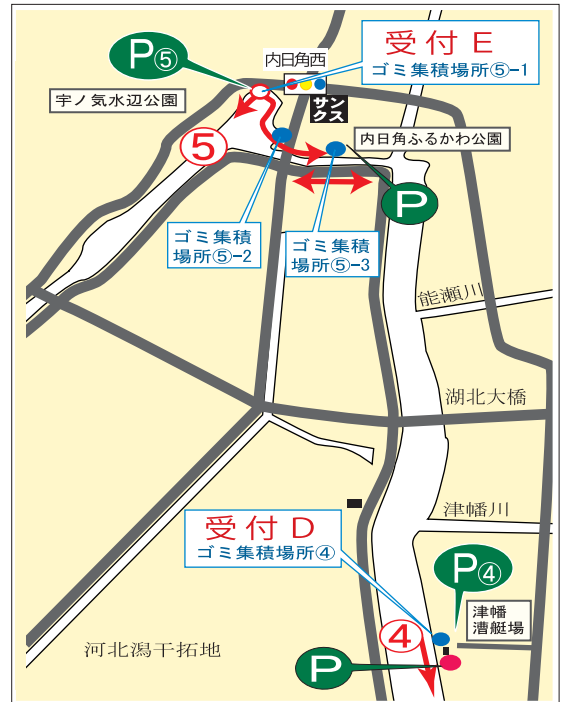 P⑤
内日角西
受付E
ゴミ集積場所⑤-1
宇ノ気水辺公園
サンクス
⑤
内日角ふるかわ公園
P
ゴミ集積
場所⑤-2
ゴミ集積
場所⑤-3
能瀬川
湖北大橋
津幡川
受付D
ゴミ集積場所④
P④
津幡
漕艇場
④
河北潟干拓地
P